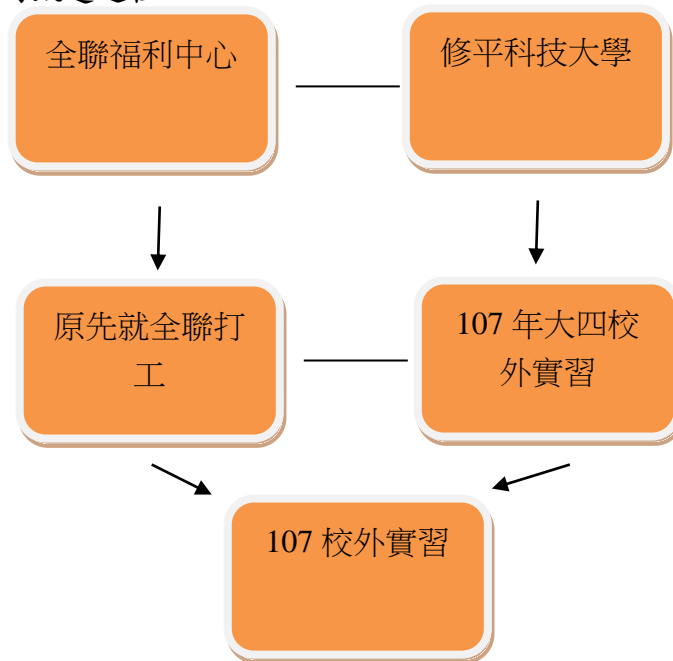 全聯福利中心
修平科技大學
原先就全聯打
工
107 年大四校
外實習
107 校外實習